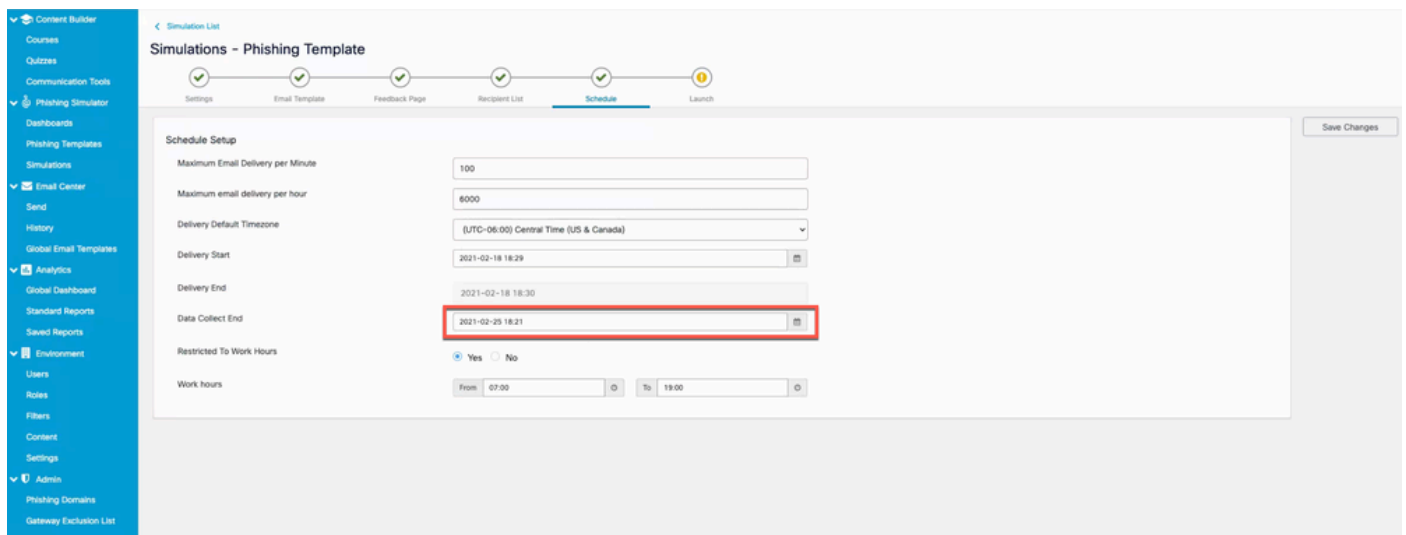 Content Builder
Courses
Quizzes
Communication Tools
Phishing Simulator
Dashboards
Phishing Templates
Simulations
Email Center
Send
History
Global Email Templates
Analytics
Global Dashboard
Standard Reports
Saved Reports
Environment
Users
Roles
Filters
Content
Settings
Admin
Phishing Domains
Gateway Exclusion List
Simulation List
Simulations - Phishing Template
Settings Email Template Feedback Page Recipient List Schedule Launch
Save Changes
Schedule Setup
Maximum Email Delivery per Minute 100
Maximum email delivery per hour 6000
Delivery Default Timezone (UTC-06:00) Central Time (US & Canada)
Delivery Start 2021-02-18 18:29
Delivery End 2021-02-18 18:30
Data Collect End 2021-02-25 18:21
Restricted To Work Hours Yes No
Work hours From 07:00 To 19:00